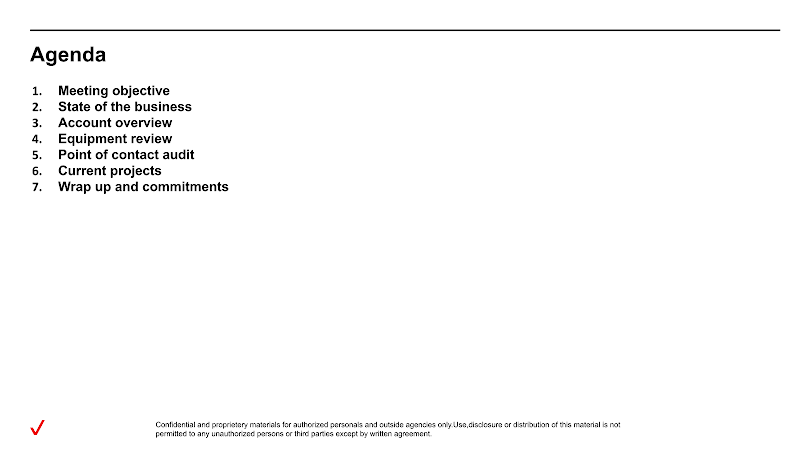 Agenda
1. Meeting objective
2. State of the business
3. Account overview
4. Equipment review
5. Point of contact audit
6. Current projects
7. Wrap up and commitments
Confidential and proprietery materials for authorized personals and outside agencies only.Use,disclosure or distribution of this material is not
permitted to any unauthorized persons or third parties except by written agreement.